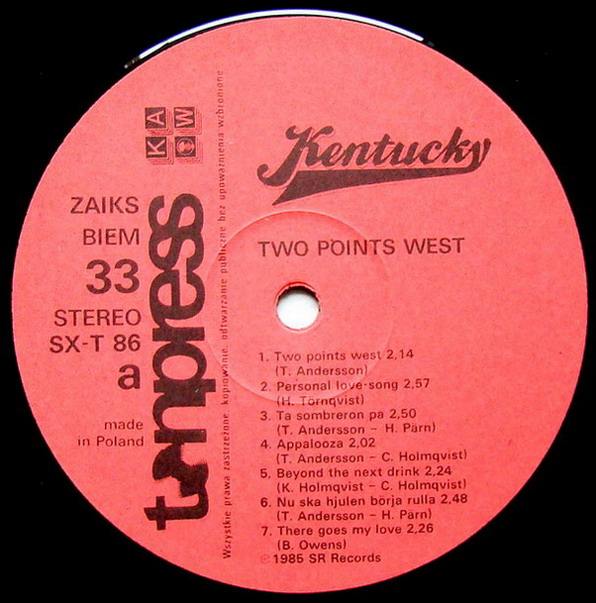 K A
W
ZAIKS
BIEM
33
STEREO
SX-T 86
a
made
in Poland
tonpress
Wszystkie prawa zastrzeżone, kopiowanie, odtwarzanie publiczne bez upoważnienia wzbronione
Kentucky
TWO POINTS WEST
1. Two points west 2,14
(T. Andersson)
2. Personal love-song 2,57
(H. Törnqvist)
3. Ta sombreron pa 2,50
(T. Andersson – H. Pärn)
4. Appalooza 2,02
(T. Andersson – C. Holmqvist)
5. Beyond the next drink 2,24
(K. Holmqvist – C. Holmqvist)
6. Nu ska hjulen börja rulla 2,48
(T. Andersson – H. Pärn)
7. There goes my love 2,26
(B. Owens)
℗1985 SR Records